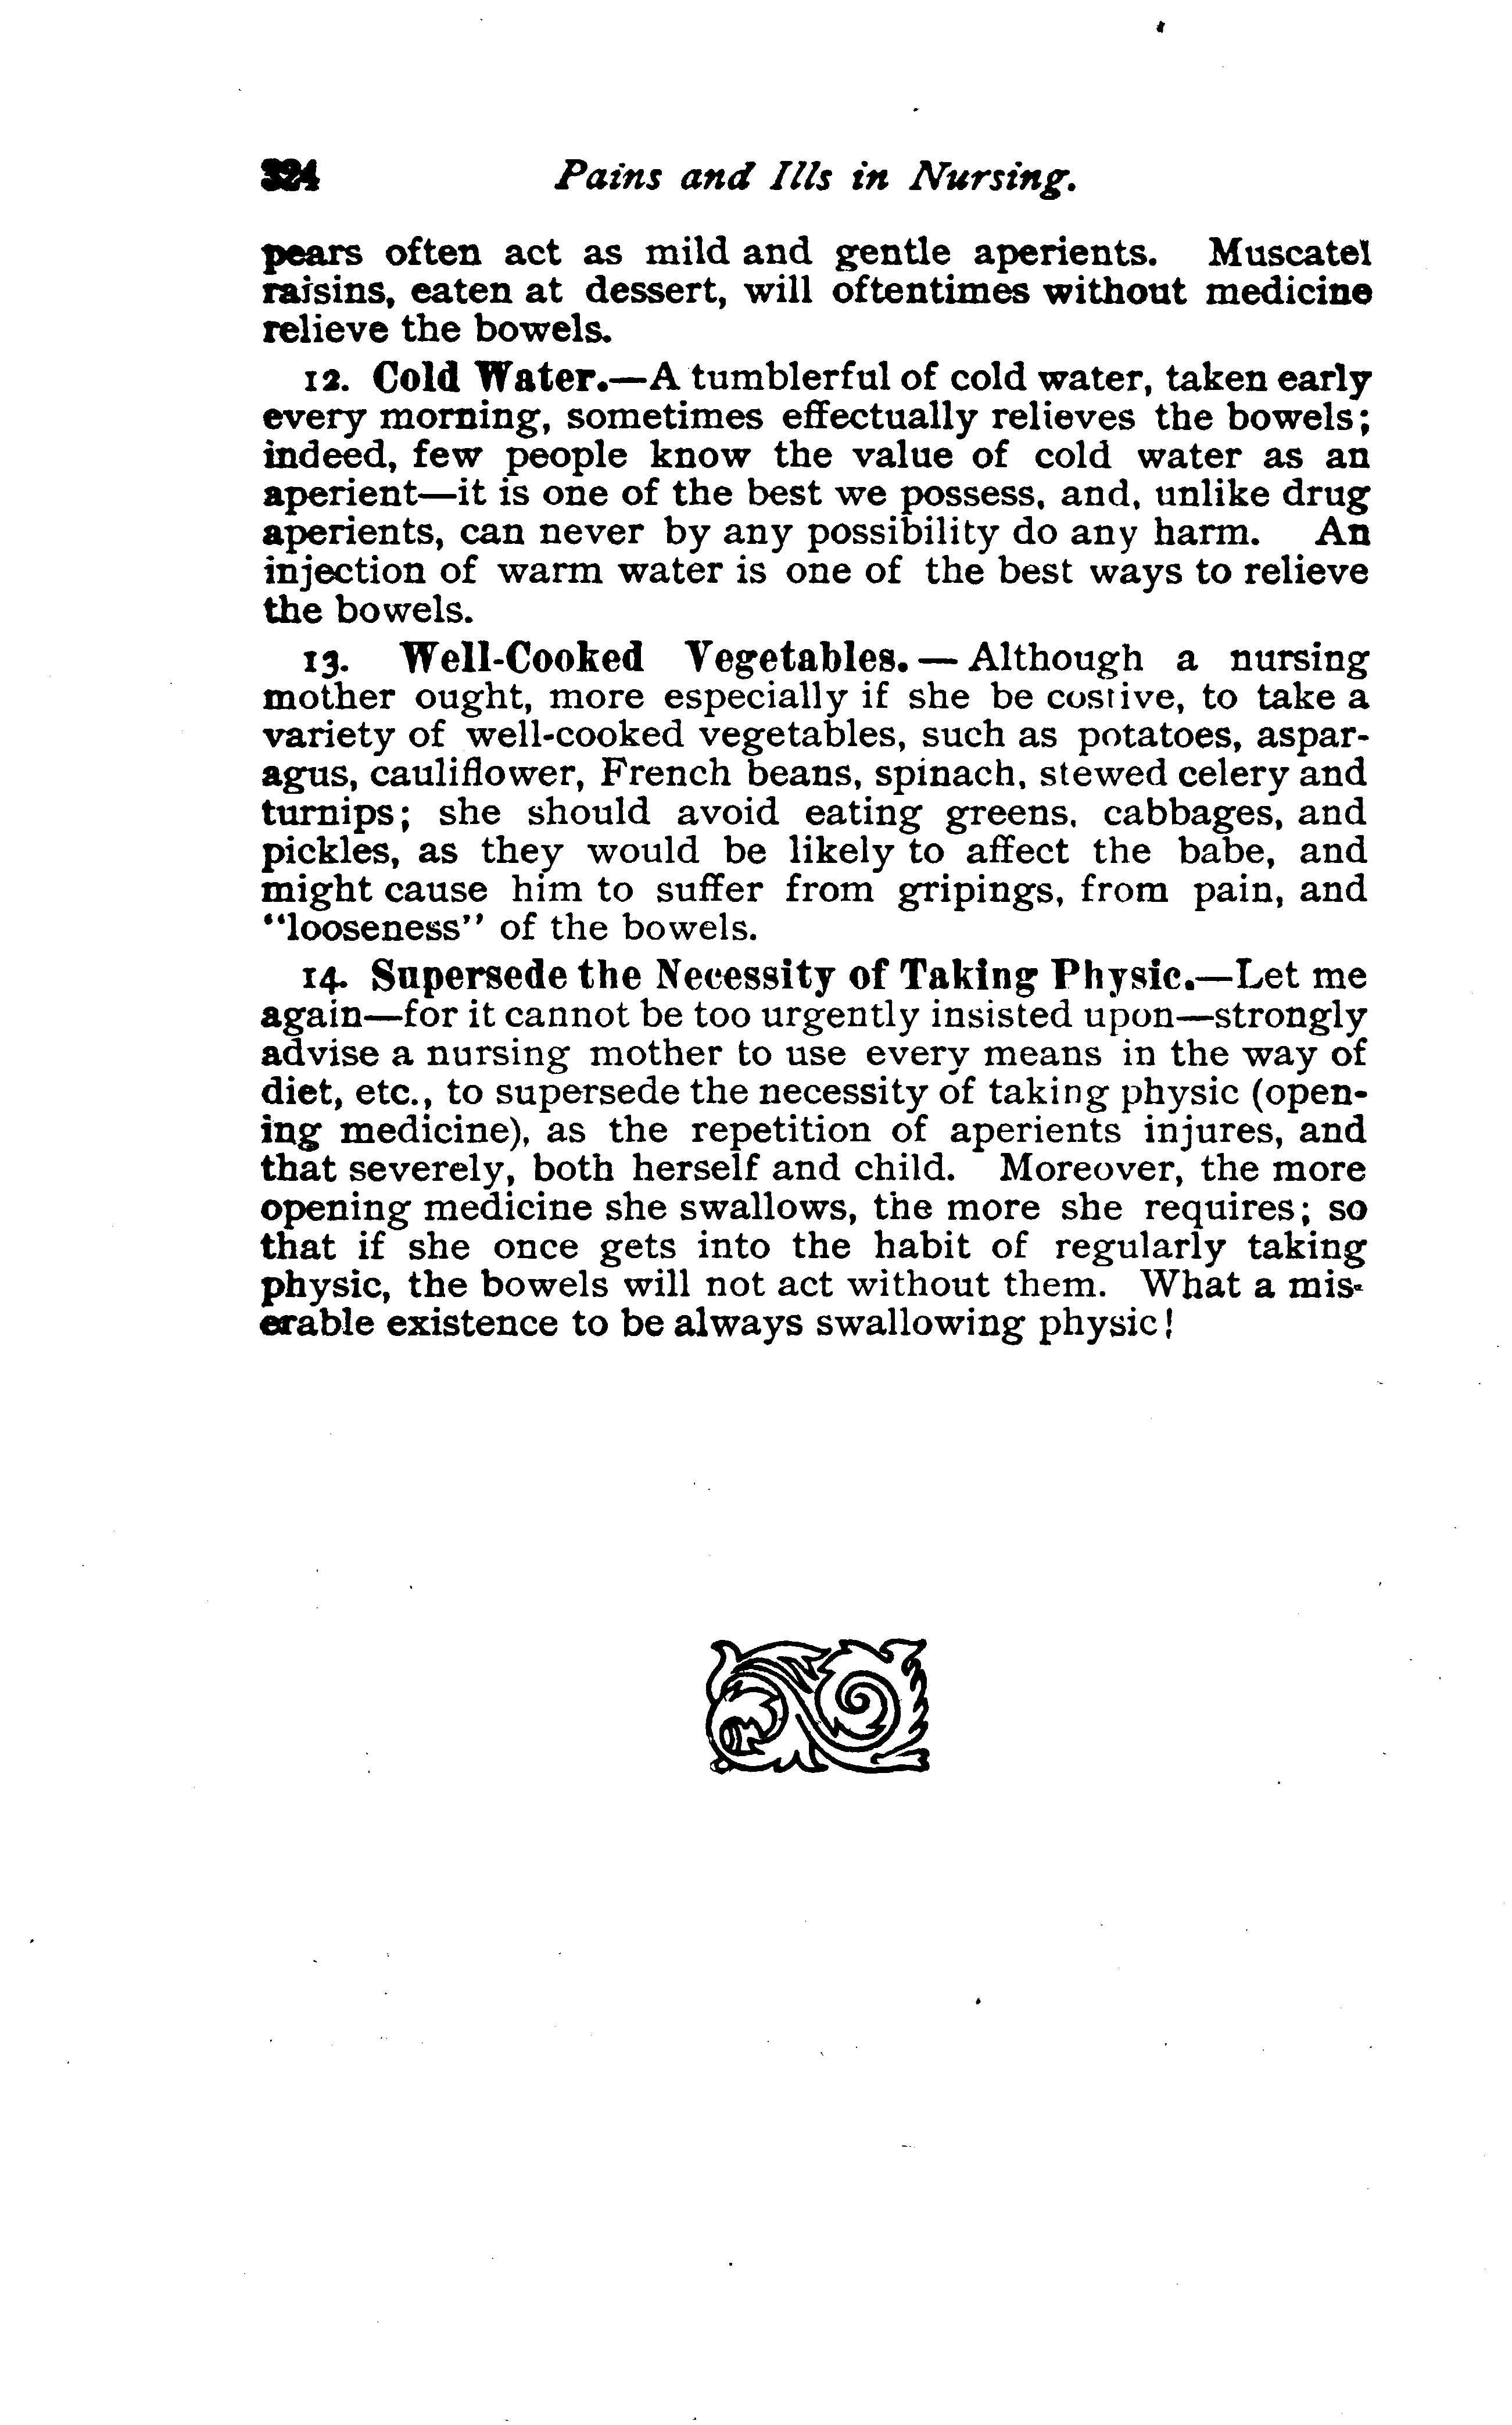 324 Pains and Ills in Nursing.
pears often act as mild and gentle aperients. Muscatel
raisins, eaten at dessert, will oftentimes without medicine
relieve the bowels.
12. Cold Water.—A tumblerful of cold water, taken early
every morning, sometimes effectually relieves the bowels;
indeed, few people know the value of cold water as an
aperient—it is one of the best we possess, and, unlike drug
aperients, can never by any possibility do any harm. An
injection of warm water is one of the best ways to relieve
the bowels.
13. Well-Cooked Vegetables.—Although a nursing
mother ought, more especially if she be costive, to take a
variety of well-cooked vegetables, such as potatoes, aspar-
agus, cauliflower, French beans, spinach, stewed celery and
turnips; she should avoid eating greens, cabbages, and
pickles, as they would be likely to affect the babe, and
might cause him to suffer from gripings, from pain, and
"looseness" of the bowels.
14. Supersede the Necessity of Taking Physic.—Let me
again—for it cannot be too urgently insisted upon—strongly
advise a nursing mother to use every means in the way of
diet, etc., to supersede the necessity of taking physic (open-
ing medicine), as the repetition of aperients injures, and
that severely, both herself and child. Moreover, the more
opening medicine she swallows, the more she requires; so
that if she once gets into the habit of regularly taking
physic, the bowels will not act without them. What a mis-
erable existence to be always swallowing physic!